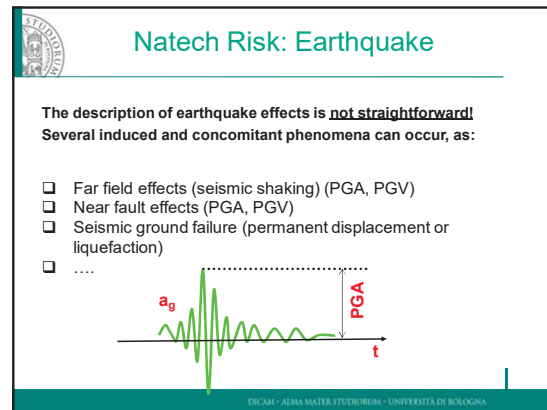 STUDIORUM
Natech Risk: Earthquake
The description of earthquake effects is not straightforward!
Several induced and concomitant phenomena can occur, as:
❑ Far field effects (seismic shaking) (PGA, PGV)
❑ Near fault effects (PGA, PGV)
❑ Seismic ground failure (permanent displacement or
liquefaction)
❑ ….
ag
PGA
t
DICAM - ALMA MATER STUDIORUM – UNIVERSITÀ DI BOLOGNA